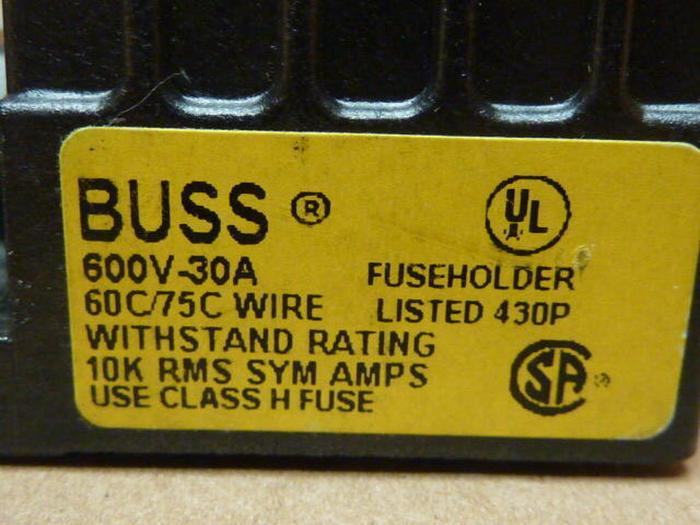 BUSS ®
UL
600V-30A
FUSEHOLDER
60C/75C WIRE
LISTED 430P
WITHSTAND RATING
10K RMS SYM AMPS
USE CLASS H FUSE
SA ®